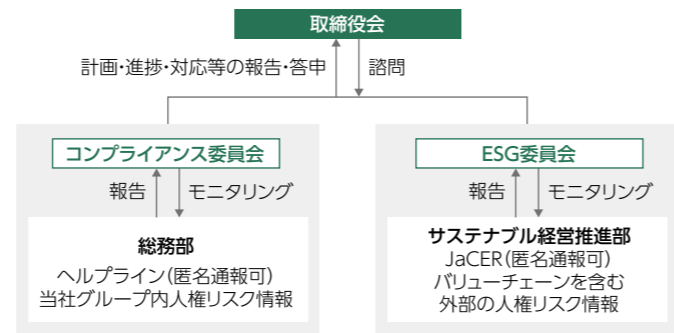 取締役会
計画・進捗・対応等の報告・答申
諮問
コンプライアンス委員会
報告
モニタリング
総務部
ヘルプライン（匿名通報可）
当社グループ内人権リスク情報
ESG委員会
報告
モニタリング
サステナブル経営推進部
JaCER（匿名通報可）
バリューチェーンを含む
外部の人権リスク情報